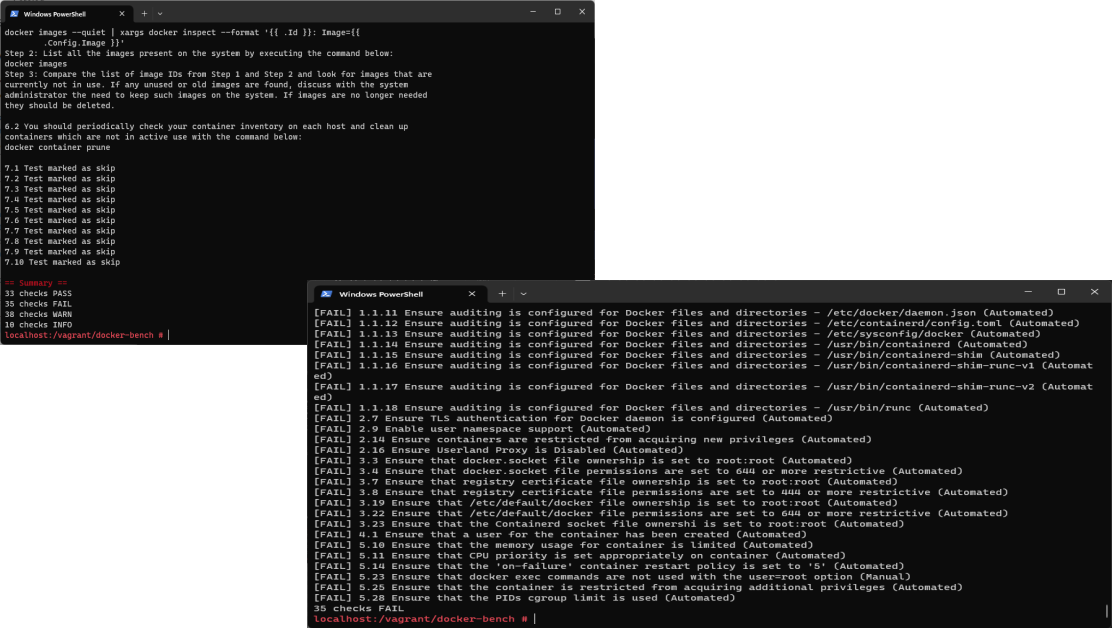 Windows PowerShell
docker images --quiet | xargs docker inspect --format '{{ .Id }}: Image={{
.Config.Image }}'
Step 2: List all the images present on the system by executing the command below:
docker images
Step 3: Compare the list of image IDs from Step 1 and Step 2 and look for images that are
currently not in use. If any unused or old images are found, discuss with the system
administrator the need to keep such images on the system. If images are no longer needed
they should be deleted.
6.2 You should periodically check your container inventory on each host and clean up
containers which are not in active use with the command below:
docker container prune
7.1 Test marked as skip
7.2 Test marked as skip
7.3 Test marked as skip
7.4 Test marked as skip
7.5 Test marked as skip
7.6 Test marked as skip
7.7 Test marked as skip
7.8 Test marked as skip
7.9 Test marked as skip
7.10 Test marked as skip
== Summary ==
33 checks PASS
35 checks FAIL
38 checks WARN
10 checks INFO
localhost:/vagrant/docker-bench #
Windows PowerShell
[FAIL] 1.1.11 Ensure auditing is configured for Docker files and directories - /etc/docker/daemon.json (Automated)
[FAIL] 1.1.12 Ensure auditing is configured for Docker files and directories - /etc/containerd/config.toml (Automated)
[FAIL] 1.1.13 Ensure auditing is configured for Docker files and directories - /etc/sysconfig/docker (Automated)
[FAIL] 1.1.14 Ensure auditing is configured for Docker files and directories - /usr/bin/containerd (Automated)
[FAIL] 1.1.15 Ensure auditing is configured for Docker files and directories - /usr/bin/containerd-shim (Automated)
[FAIL] 1.1.16 Ensure auditing is configured for Docker files and directories - /usr/bin/containerd-shim-runc-v1 (Automat
ed)
[FAIL] 1.1.17 Ensure auditing is configured for Docker files and directories - /usr/bin/containerd-shim-runc-v2 (Automat
ed)
[FAIL] 1.1.18 Ensure auditing is configured for Docker files and directories - /usr/bin/runc (Automated)
[FAIL] 2.7 Ensure TLS authentication for Docker daemon is configured (Automated)
[FAIL] 2.9 Enable user namespace support (Automated)
[FAIL] 2.14 Ensure containers are restricted from acquiring new privileges (Automated)
[FAIL] 2.16 Ensure Userland Proxy is Disabled (Automated)
[FAIL] 3.3 Ensure that docker.socket file ownership is set to root:root (Automated)
[FAIL] 3.4 Ensure that docker.socket file permissions are set to 644 or more restrictive (Automated)
[FAIL] 3.7 Ensure that registry certificate file ownership is set to root:root (Automated)
[FAIL] 3.8 Ensure that registry certificate file permissions are set to 444 or more restrictive (Automated)
[FAIL] 3.19 Ensure that /etc/default/docker file ownership is set to root:root (Automated)
[FAIL] 3.22 Ensure that /etc/default/docker file permissions are set to 644 or more restrictive (Automated)
[FAIL] 3.23 Ensure that the Containerd socket file ownershi is set to root:root (Automated)
[FAIL] 4.1 Ensure that a user for the container has been created (Automated)
[FAIL] 5.10 Ensure that the memory usage for container is limited (Automated)
[FAIL] 5.11 Ensure that CPU priority is set appropriately on container (Automated)
[FAIL] 5.14 Ensure that the 'on-failure' container restart policy is set to '5' (Automated)
[FAIL] 5.23 Ensure that docker exec commands are not used with the user=root option (Manual)
[FAIL] 5.25 Ensure that the container is restricted from acquiring additional privileges (Automated)
[FAIL] 5.28 Ensure that the PIDs cgroup limit is used (Automated)
35 checks FAIL
localhost:/vagrant/docker-bench #